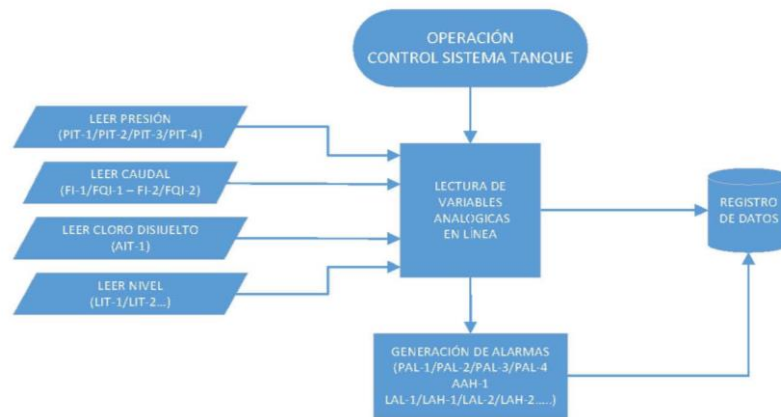 OPERACIÓN
CONTROL SISTEMA TANQUE
LEER PRESIÓN
(PIT-1/PIT-2/PIT-3/PIT-4)
LEER CAUDAL
(FI-1/FQI-1 – FI-2/FQI-2)
LEER CLORO DISIUELTO
(AIT-1)
LEER NIVEL
(LIT-1/LIT-2...)
LECTURA DE
VARIABLES
ANALOGICAS
EN LÍNEA
REGISTRO
DE DATOS
GENERACIÓN DE ALARMAS
(PAL-1/PAL-2/PAL-3/PAL-4
AAH-1
LAL-1/LAH-1/LAL-2/LAH-2.....)